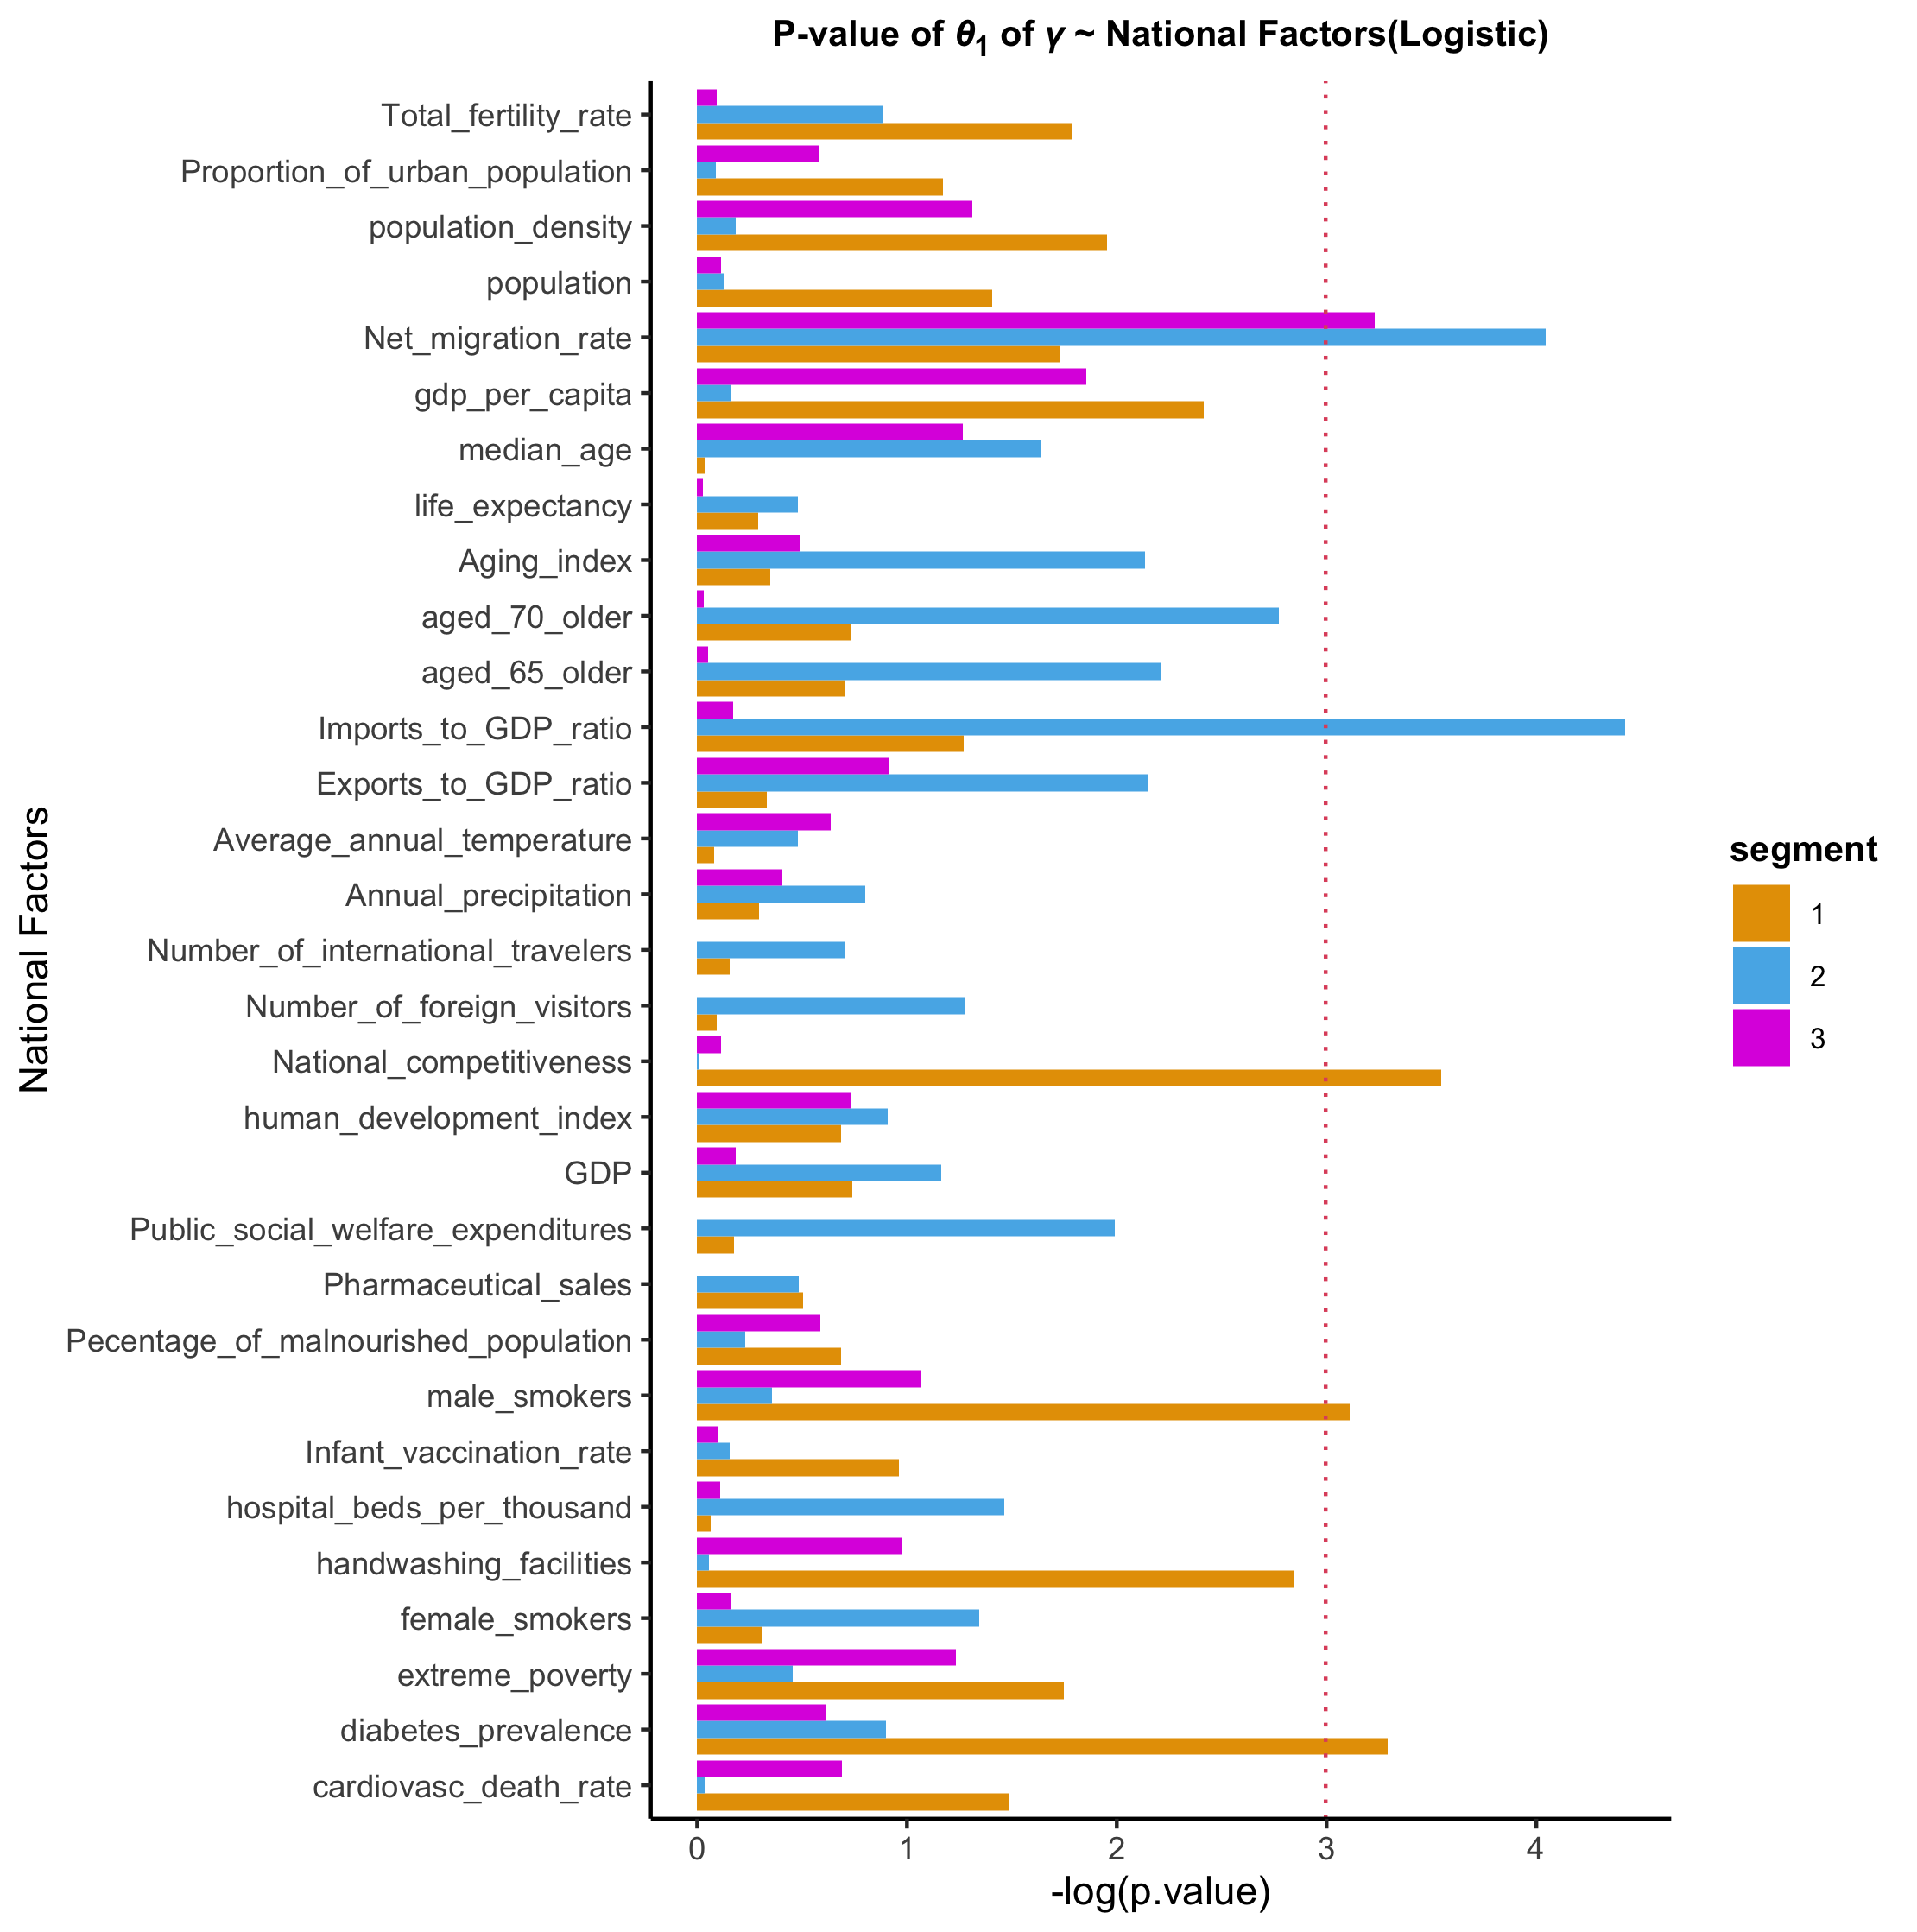 P-value of θ1 of γ ~ National Factors(Logistic)
Total_fertility_rate
Proportion_of_urban_population
population_density
population
Net_migration_rate
gdp_per_capita
median_age
life_expectancy
Aging_index
aged_70_older
aged_65_older
Imports_to_GDP_ratio
Exports_to_GDP_ratio
Average_annual_temperature
Annual_precipitation
Number_of_international_travelers
Number_of_foreign_visitors
National_competitiveness
human_development_index
GDP
Public_social_welfare_expenditures
Pharmaceutical_sales
Pecentage_of_malnourished_population
male_smokers
Infant_vaccination_rate
hospital_beds_per_thousand
handwashing_facilities
female_smokers
extreme_poverty
diabetes_prevalence
cardiovasc_death_rate
National Factors
0 1 2 3 4
-log(p.value)
segment
1
2
3